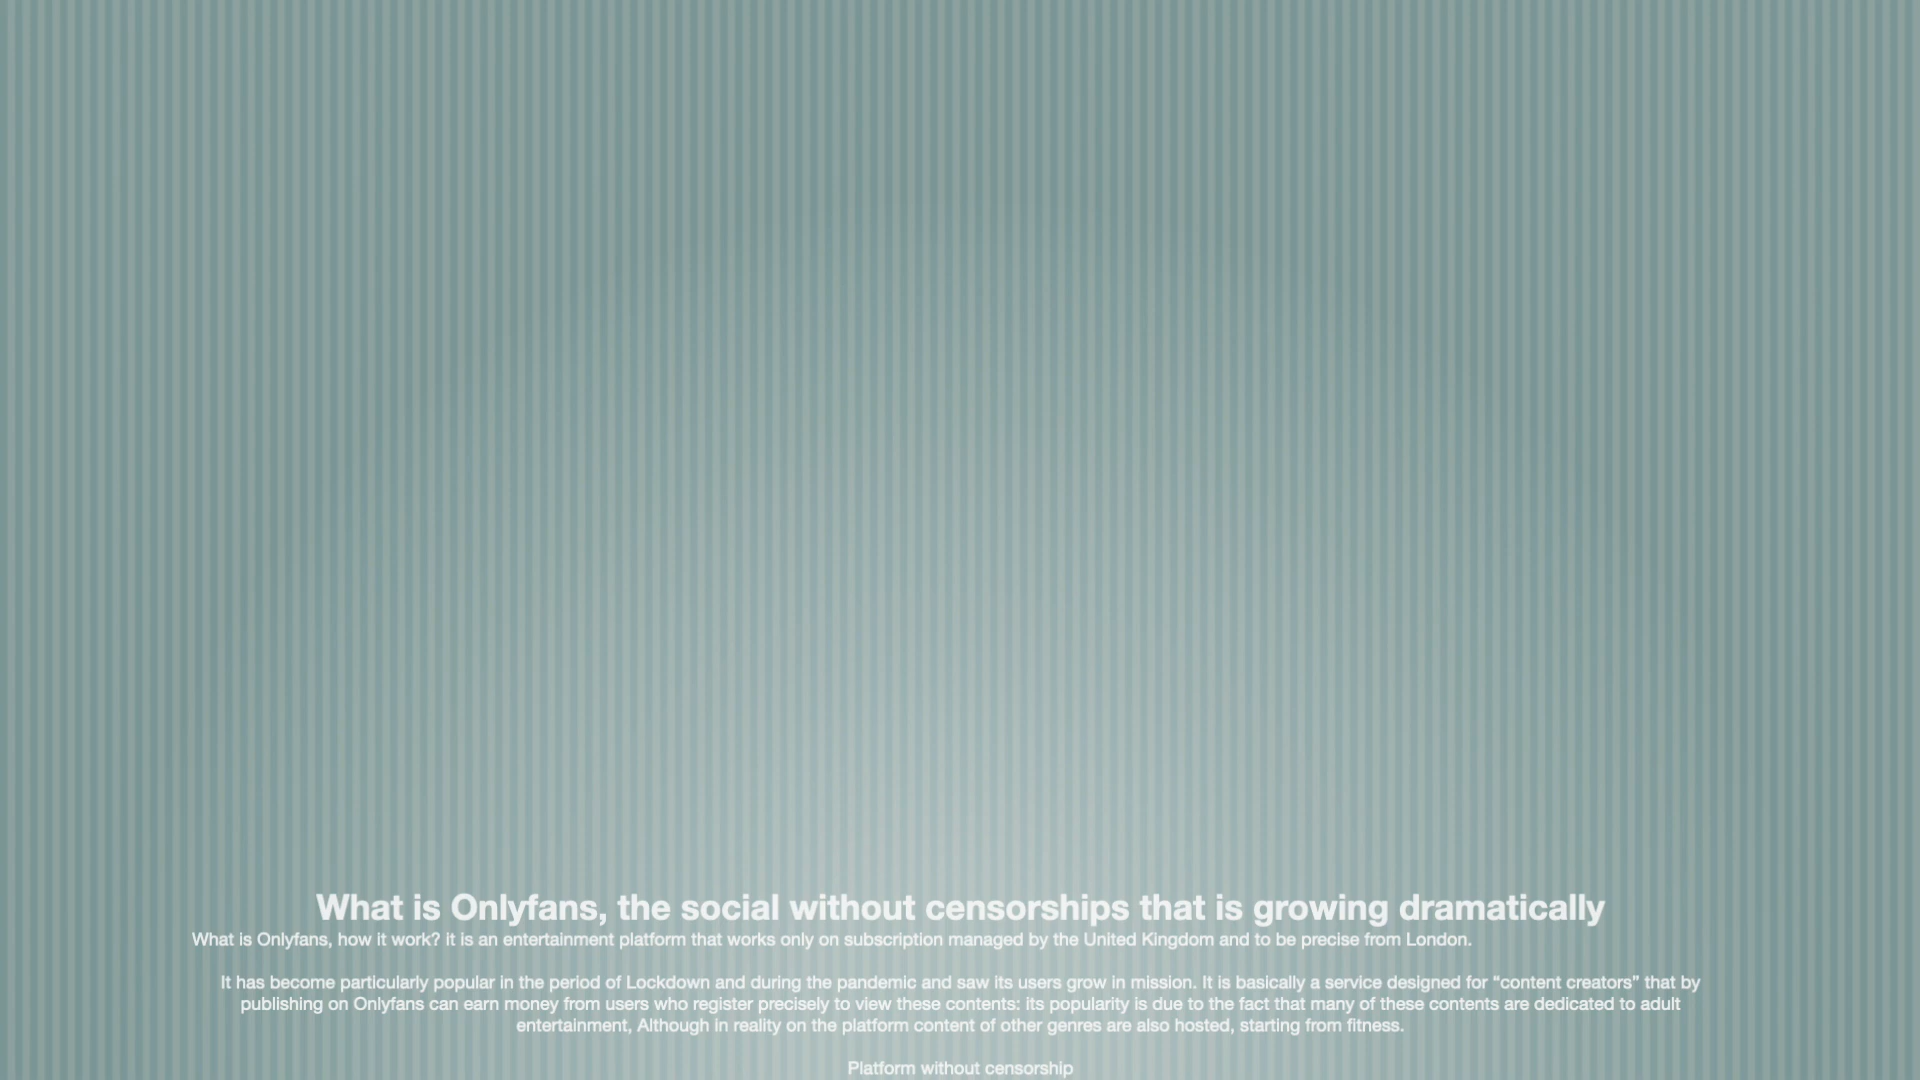 What is Onlyfans, the social without censorships that is growing dramatically
What is Onlyfans, how it work? it is an entertainment platform that works only on subscription managed by the United Kingdom and to be precise from London.
It has become particularly popular in the period of Lockdown and during the pandemic and saw its users grow in mission. It is basically a service designed for “content creators” that by
publishing on Onlyfans can earn money from users who register precisely to view these contents: its popularity is due to the fact that many of these contents are dedicated to adult
entertainment, Although in reality on the platform content of other genres are also hosted, starting from fitness.
Platform without censorship